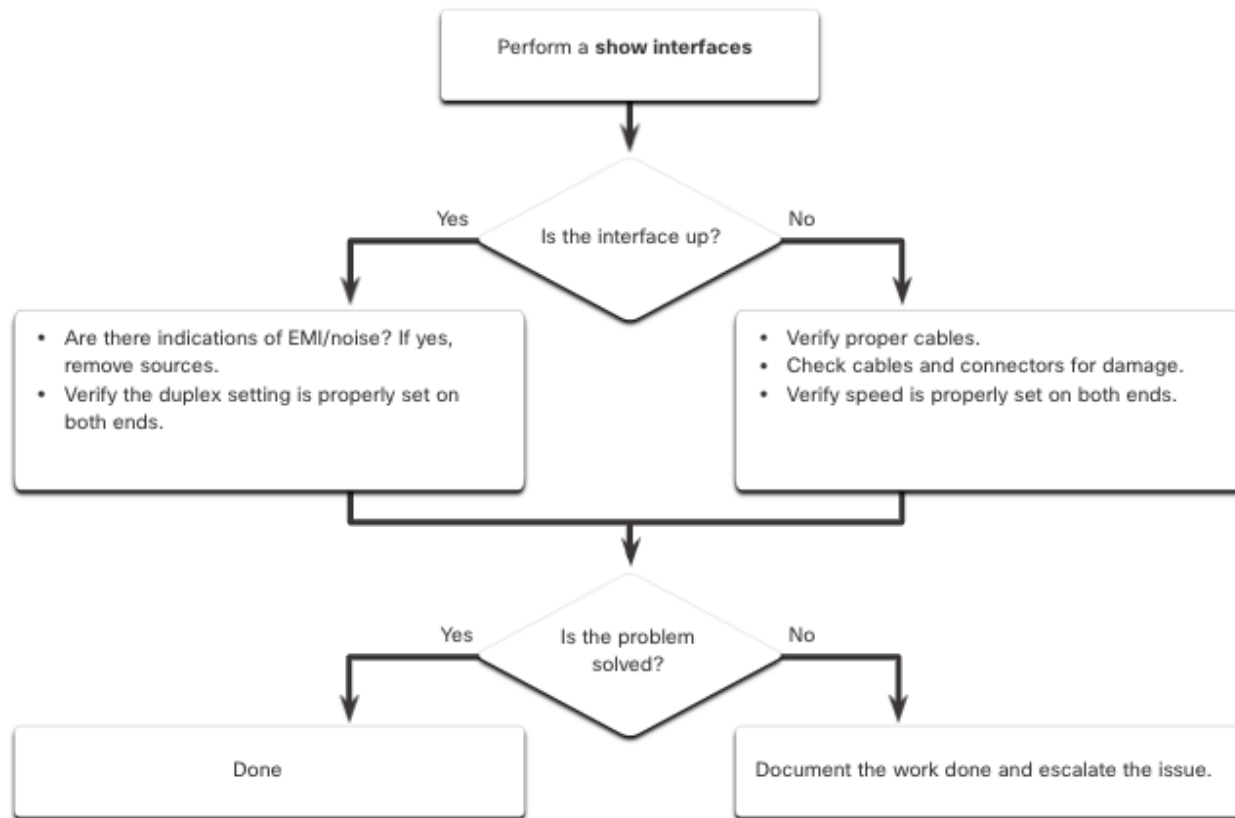 Perform a show interfaces
Yes
No
Is the interface up?
• Are there indications of EMI/noise? If yes,
remove sources.
• Verify the duplex setting is properly set on
both ends.
• Verify proper cables.
• Check cables and connectors for damage.
• Verify speed is properly set on both ends.
Yes
No
Is the problem
solved?
Done
Document the work done and escalate the issue.